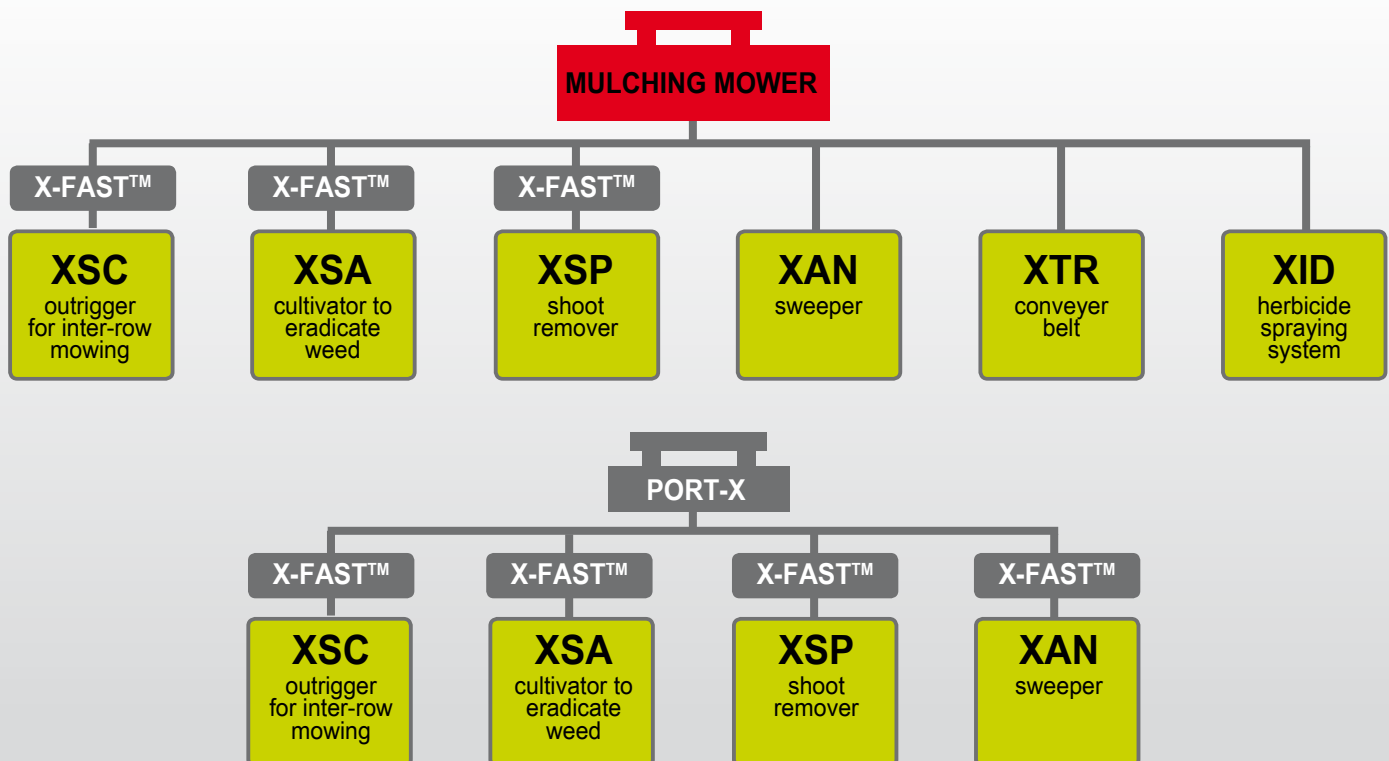 MULCHING MOWER
X-FAST™
X-FAST™
X-FAST™
XSC
outrigger
for inter-row
mowing
XSA
cultivator to
eradicate
weed
XSP
shoot
remover
XAN
sweeper
XTR
conveyer
belt
XID
herbicide
spraying
system
PORT-X
X-FAST™
X-FAST™
X-FAST™
X-FAST™
XSC
outrigger
for inter-row
mowing
XSA
cultivator to
eradicate
weed
XSP
shoot
remover
XAN
sweeper